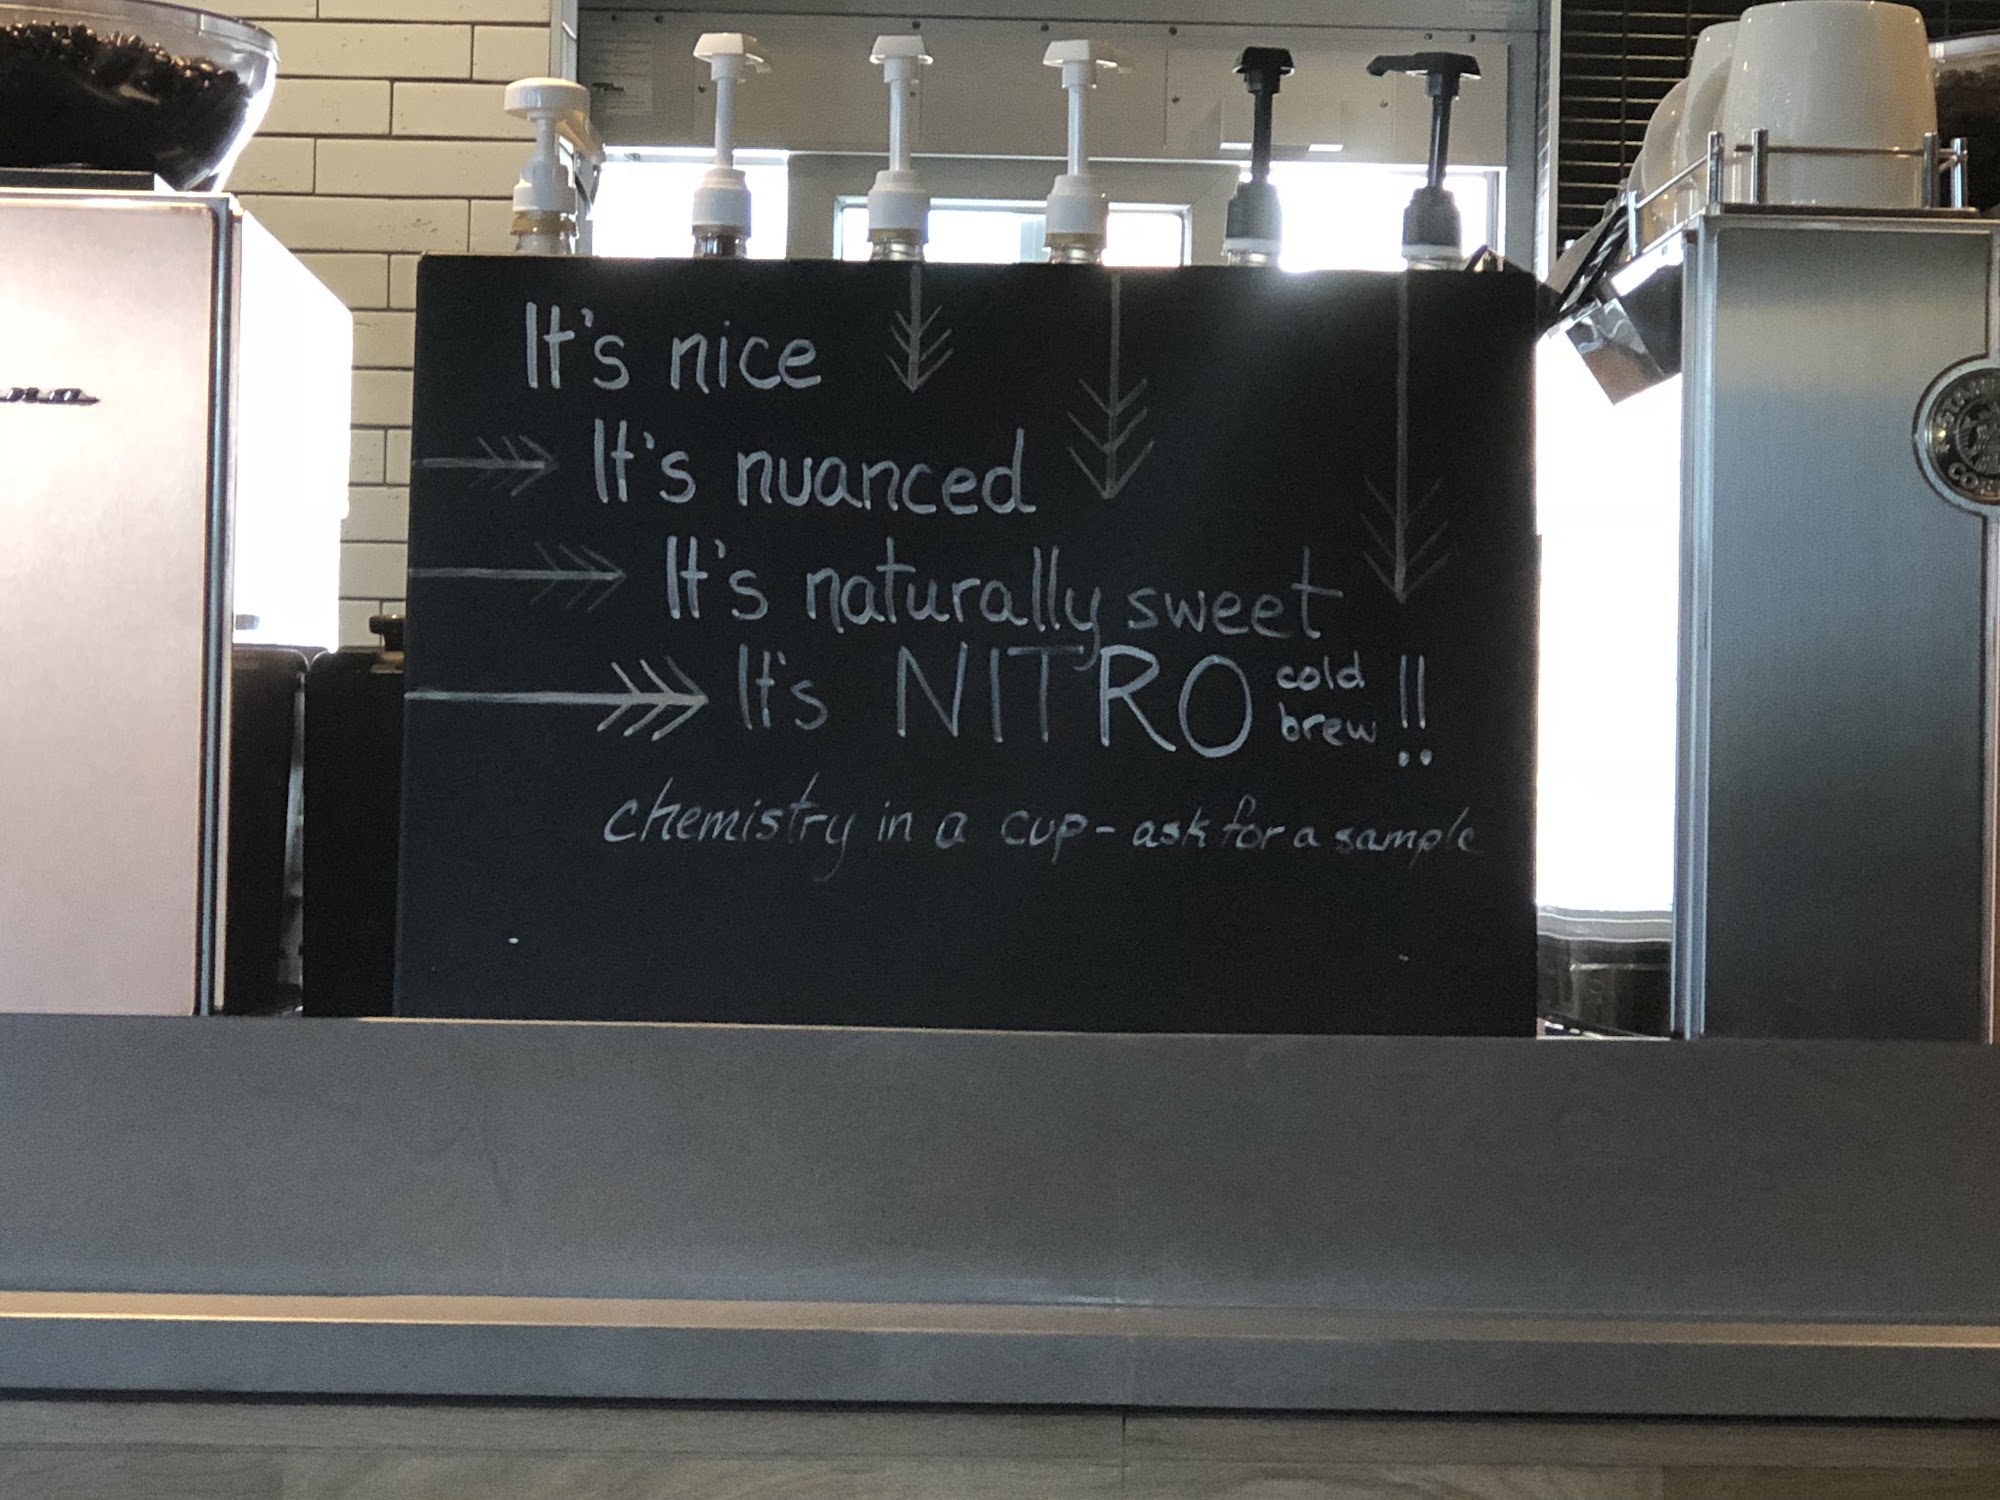 It's nice
It's nuanced
It's naturally sweet
It's NITRO cold brew!!
chemistry in a cup - ask for a sample